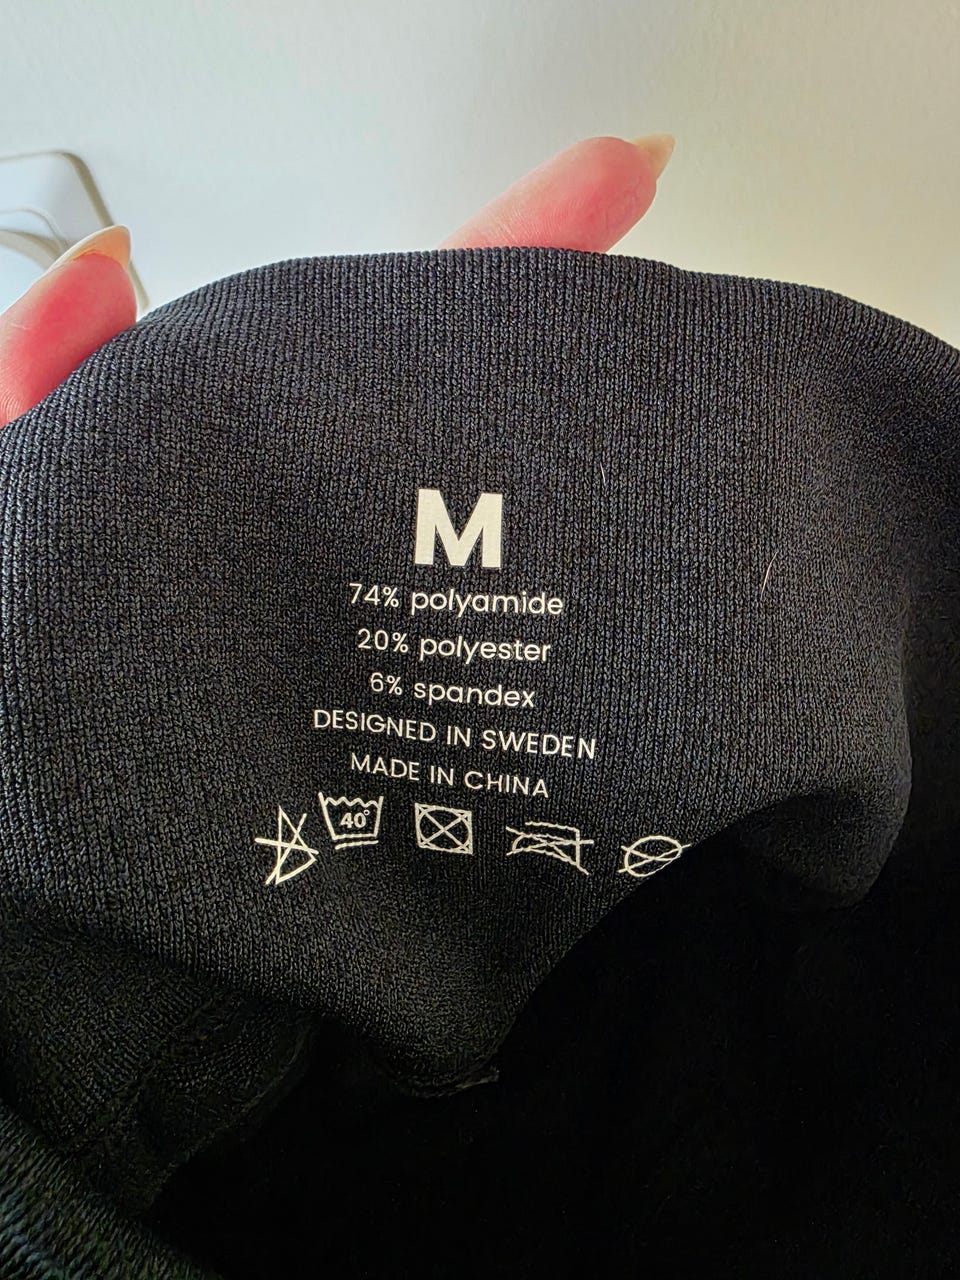 M
74% polyamide
20% polyester
6% spandex
DESIGNED IN SWEDEN
MADE IN CHINA
40°